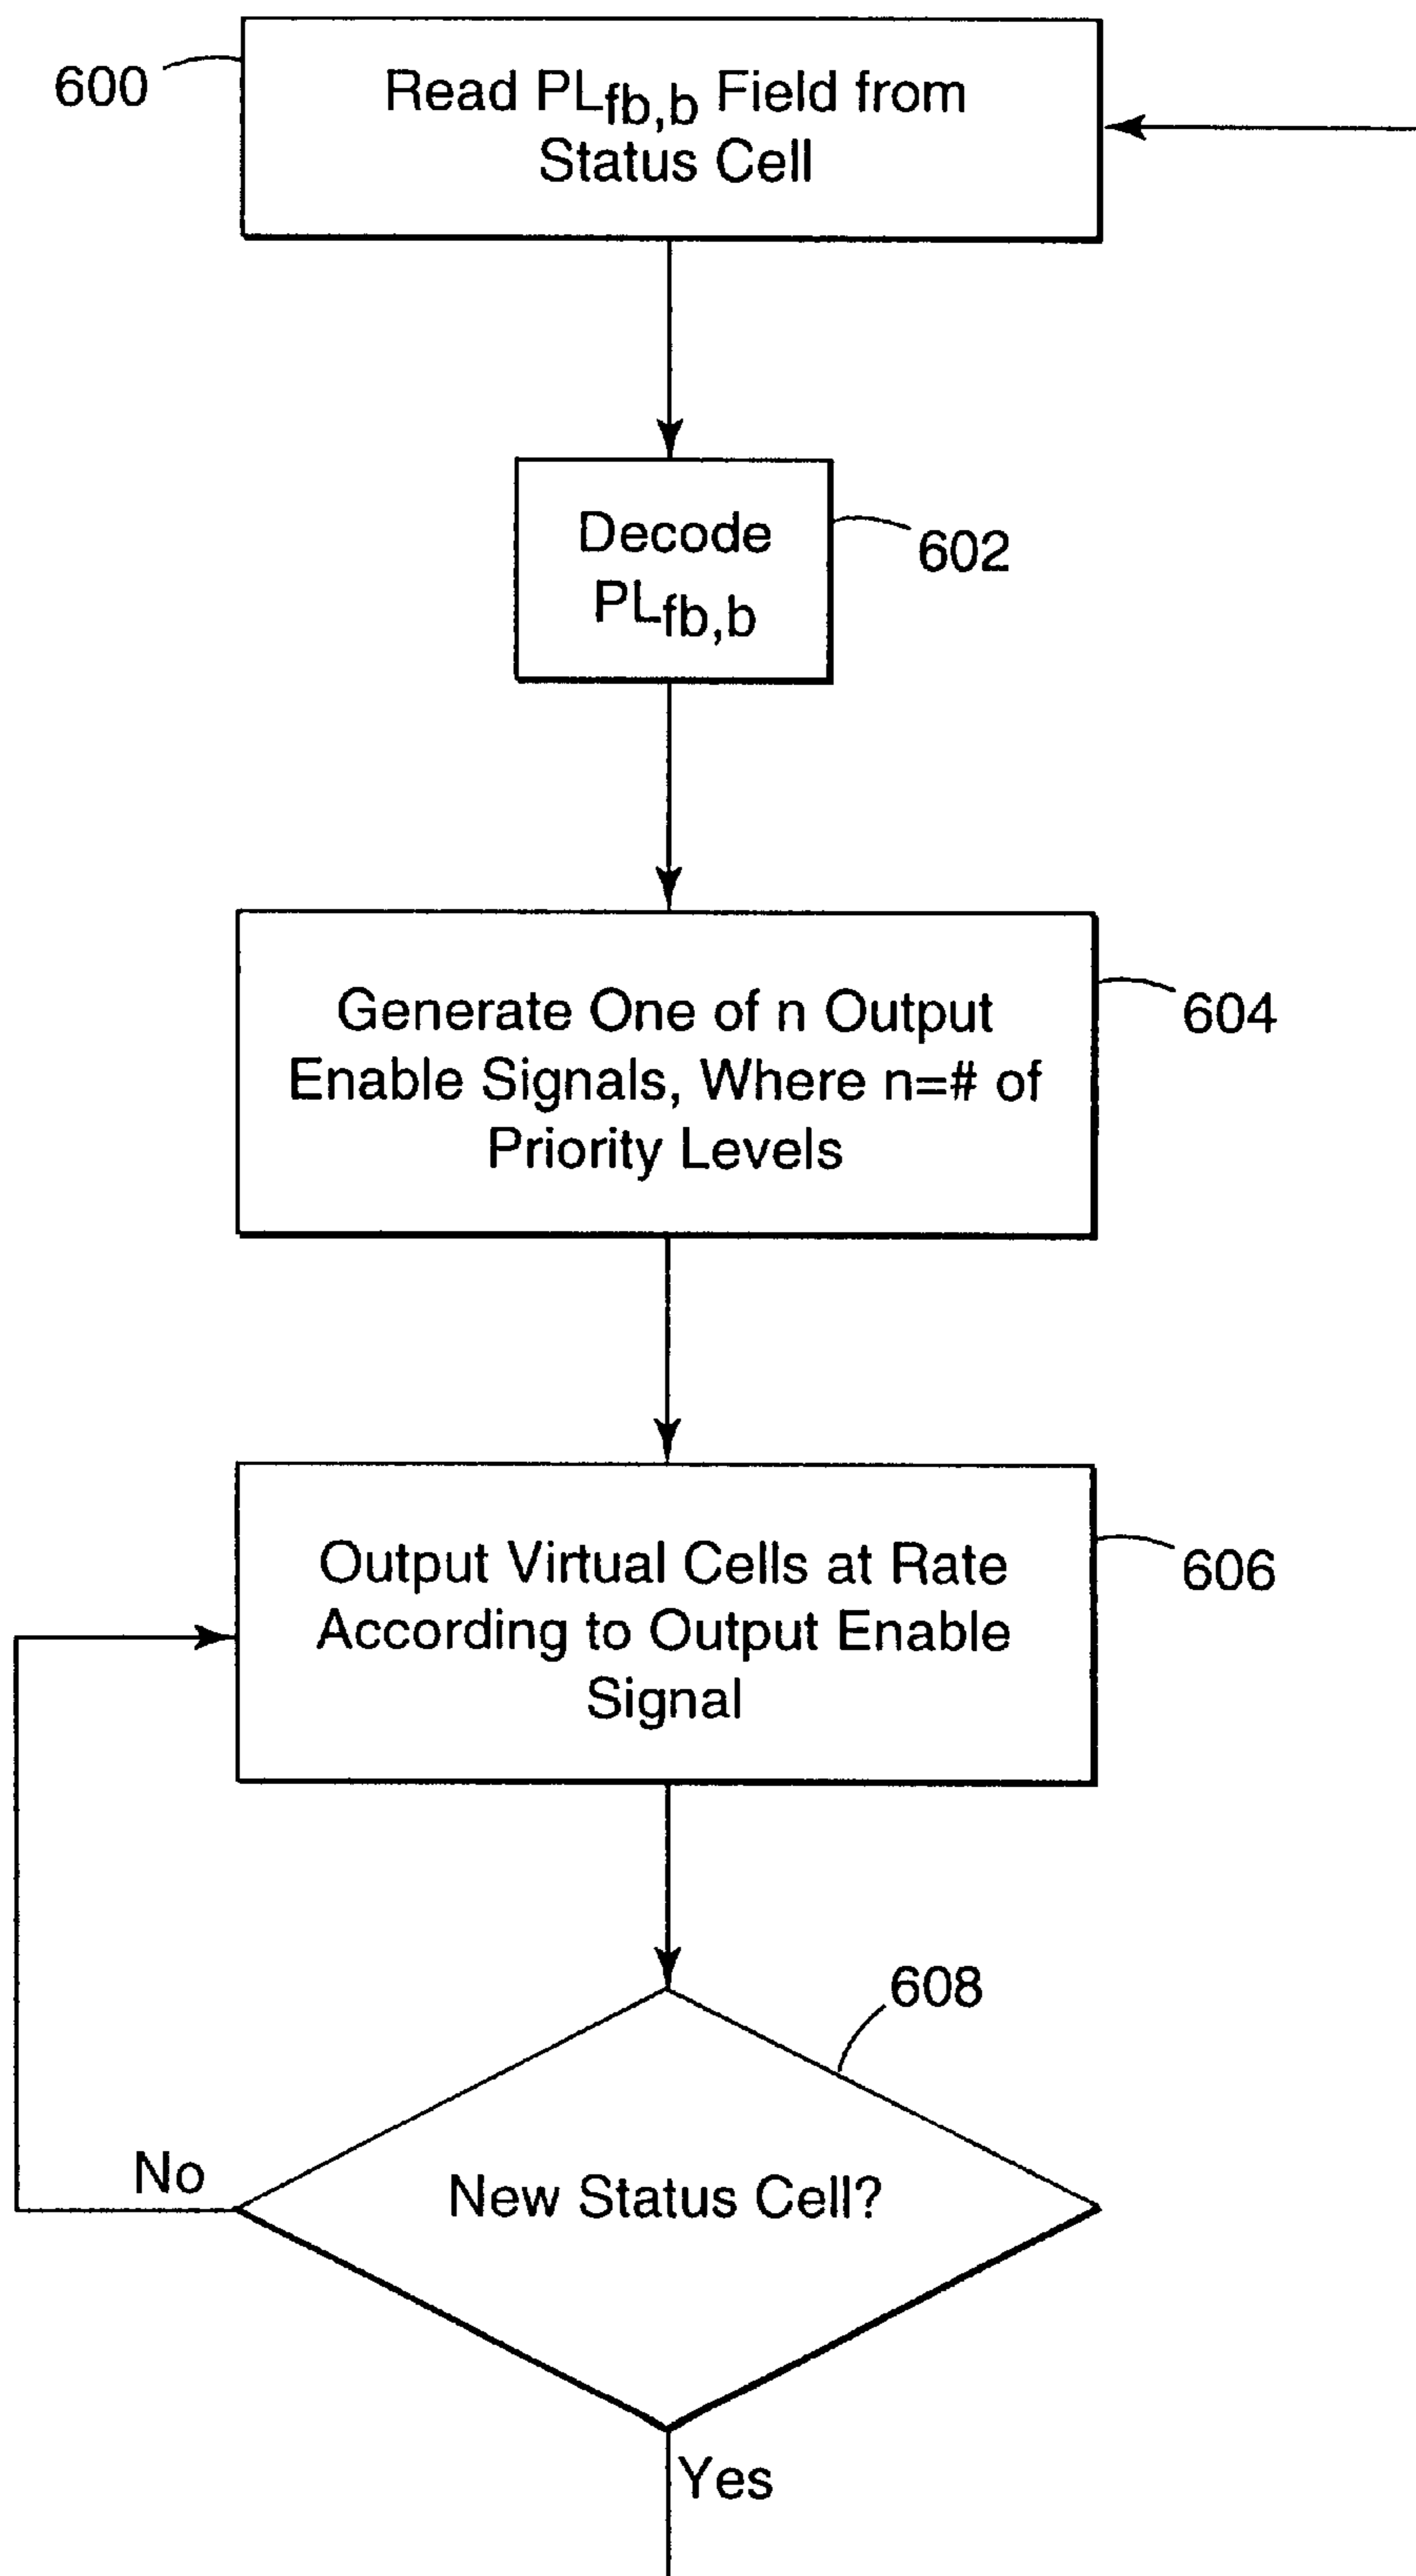 600
Read PLfb,b Field from
Status Cell
Decode
PLfb,b
602
Generate One of n Output
Enable Signals, Where n=# of
Priority Levels
604
Output Virtual Cells at Rate
According to Output Enable
Signal
606
608
New Status Cell?
No
Yes